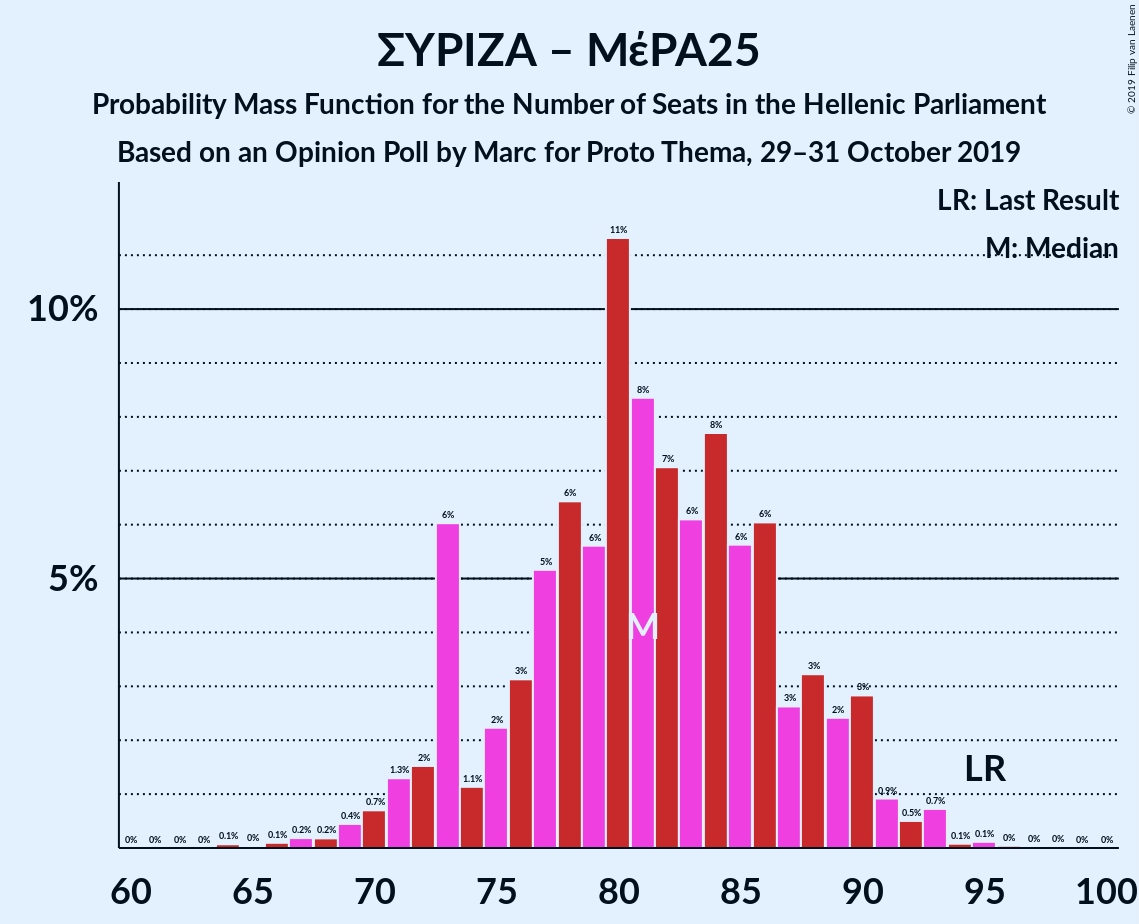 ΣΥΡΙΖΑ – ΜέΡΑ25
Probability Mass Function for the Number of Seats in the Hellenic Parliament
Based on an Opinion Poll by Marc for Proto Thema, 29–31 October 2019
© 2019 Filip van Laenen
LR: Last Result
M: Median
10%
5%
0% 0% 0% 0% 0.1% 0% 0.1% 0.2% 0.2% 0.4% 0.7% 1.3% 2% 6% 1.1% 2% 3% 5% 6% 6% 11% 8% 7% 6% 8% 6% 6% 3% 3% 2% 3% 0.9% 0.5% 0.7% 0.1% 0.1% 0% 0% 0% 0% 0%
M
LR
60 65 70 75 80 85 90 95 100